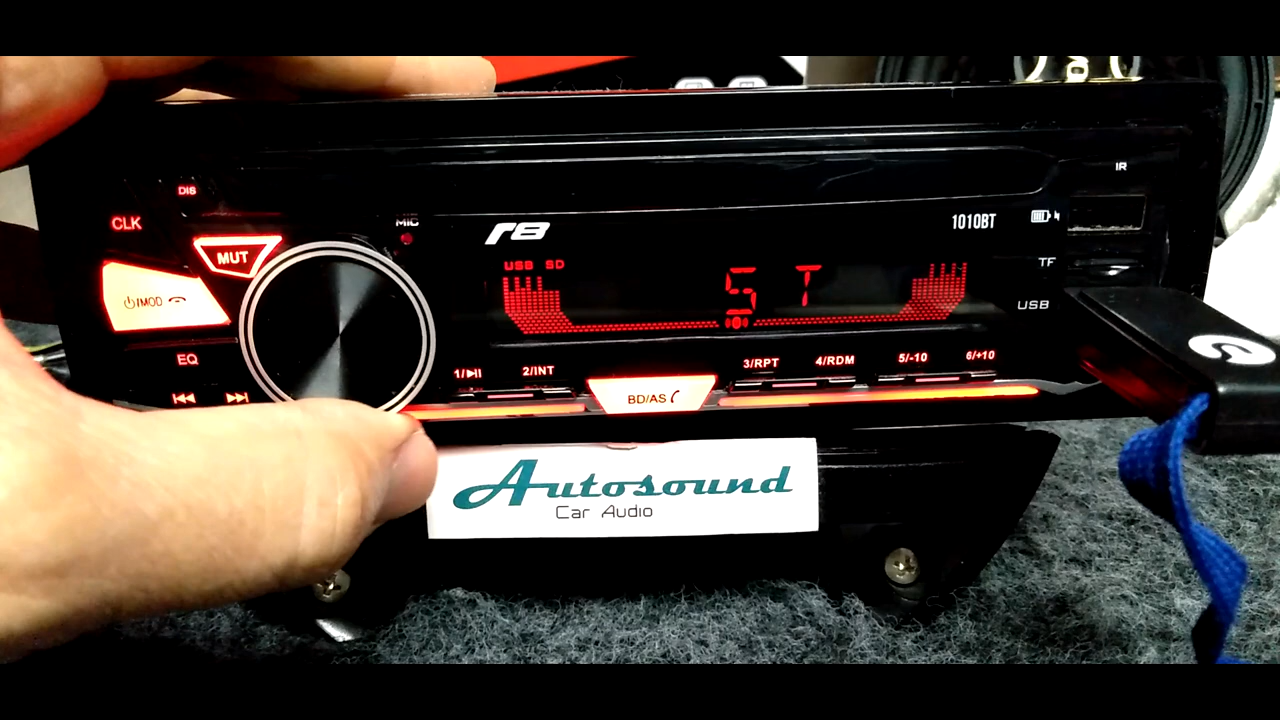 IR
DIS
CLK
MIC
1010BT
r8
MUT
TF
USB SD
S T
⏻/MOD
USB
EQ
1/▶II
2/INT
3/RPT
4/RDM
5/-10
6/+10
BD/AS
Autosound
Car Audio